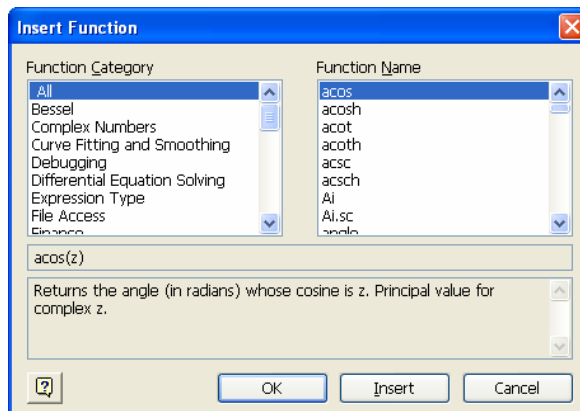 Insert Function
Function Category
Function Name
All
Bessel
Complex Numbers
Curve Fitting and Smoothing
Debugging
Differential Equation Solving
Expression Type
File Access
Finance
acos
acosh
acot
acoth
acsc
acsch
Ai
Ai.sc
angle
acos(z)
Returns the angle (in radians) whose cosine is z. Principal value for
complex z.
OK
Insert
Cancel